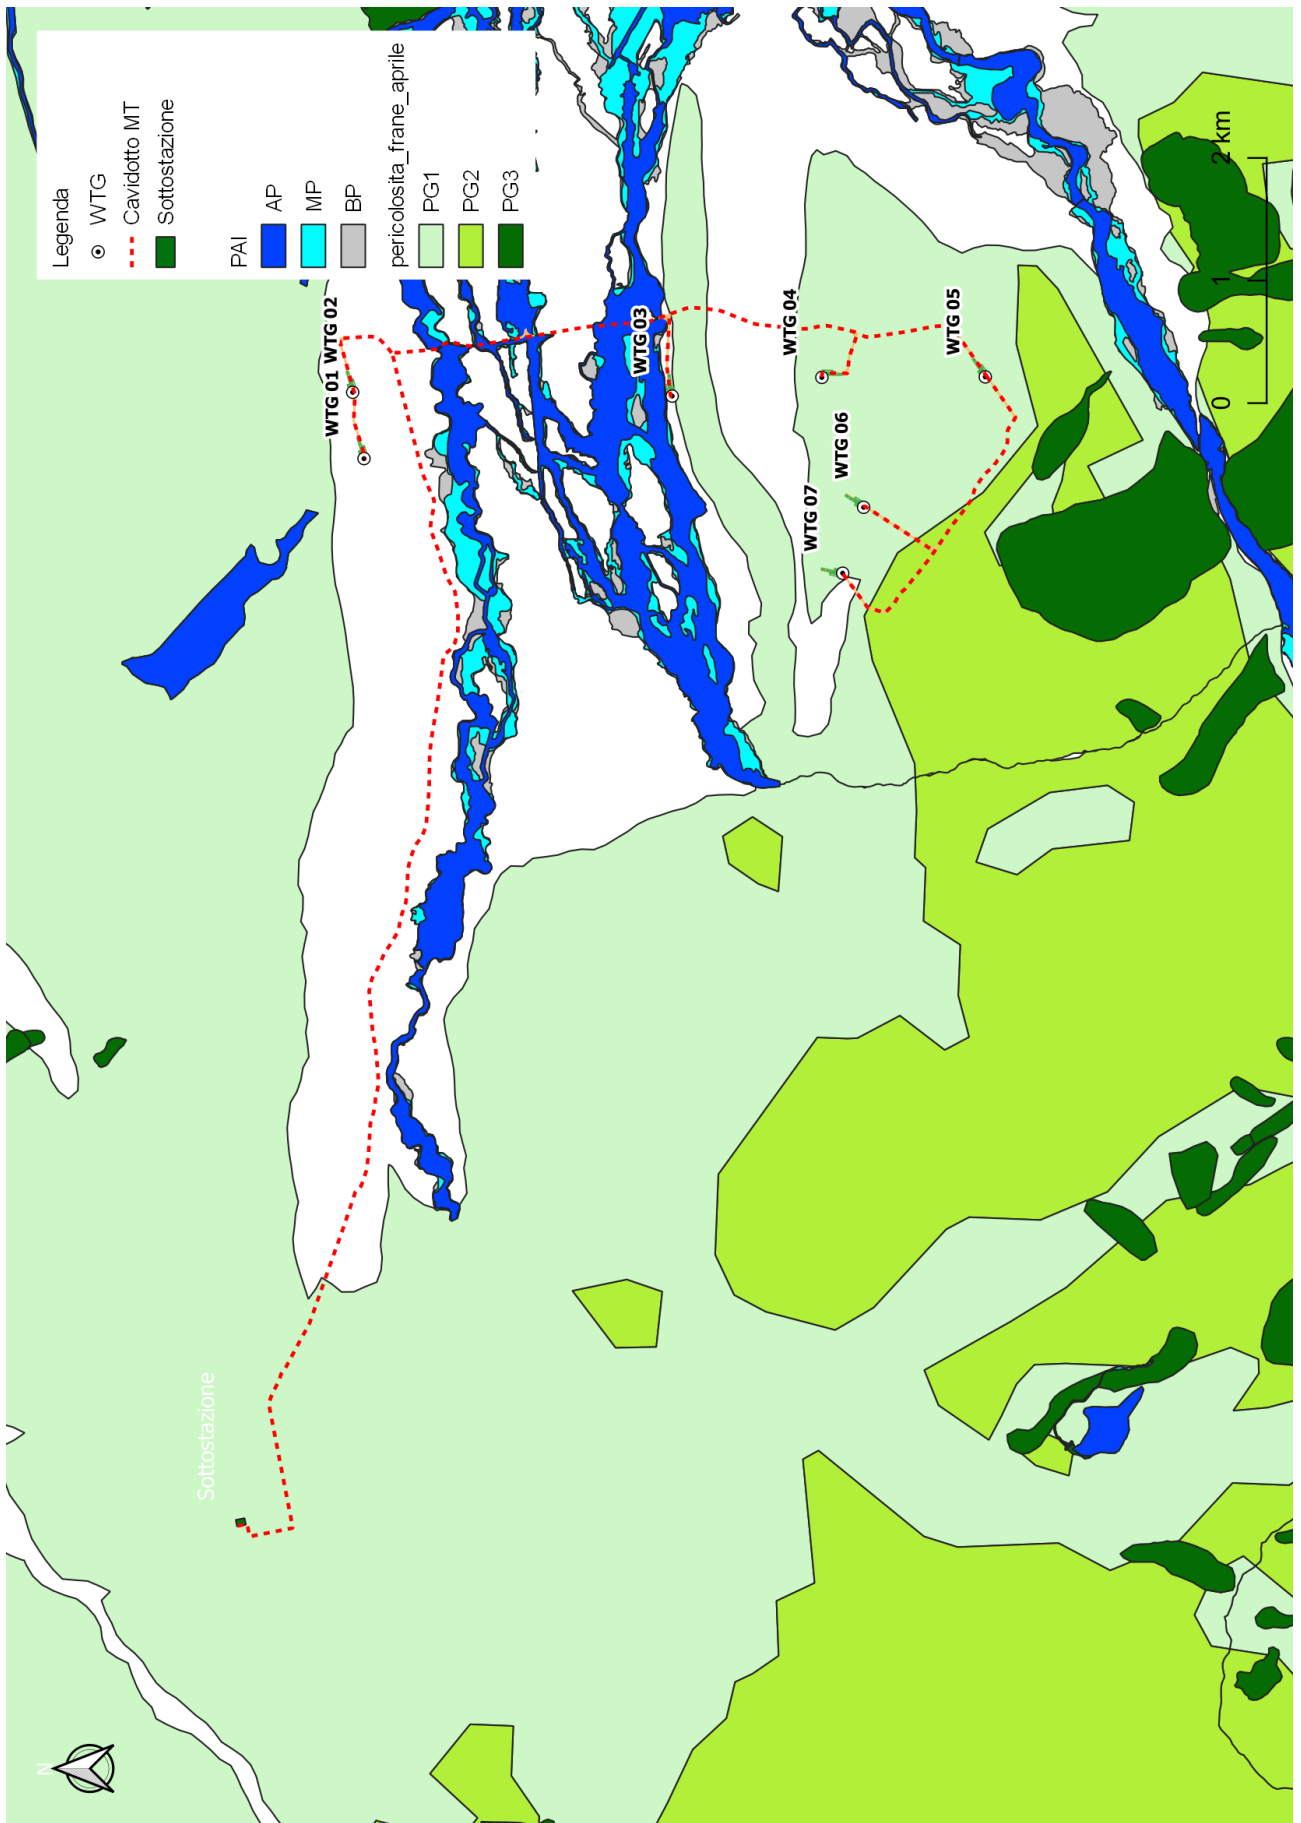 Legenda
WTG
Cavidotto MT
Sottostazione
PAI
AP
MP
BP
pericolosita_frane_aprile
PG1
PG2
PG3
WTG 01
WTG 02
WTG 03
WTG 04
WTG 05
WTG 06
WTG 07
Sottostazione
N
0
1
2 km